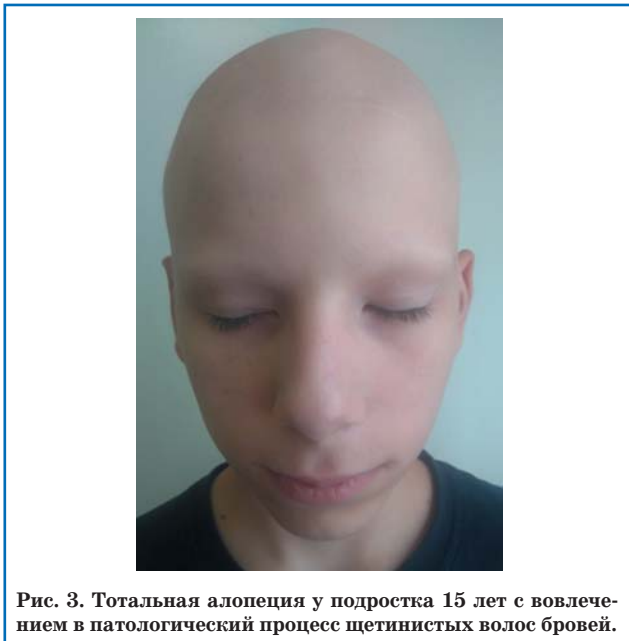 Рис. 3. Тотальная алопеция у подростка 15 лет с вовлече-
нием в патологический процесс щетинистых волос бровей.